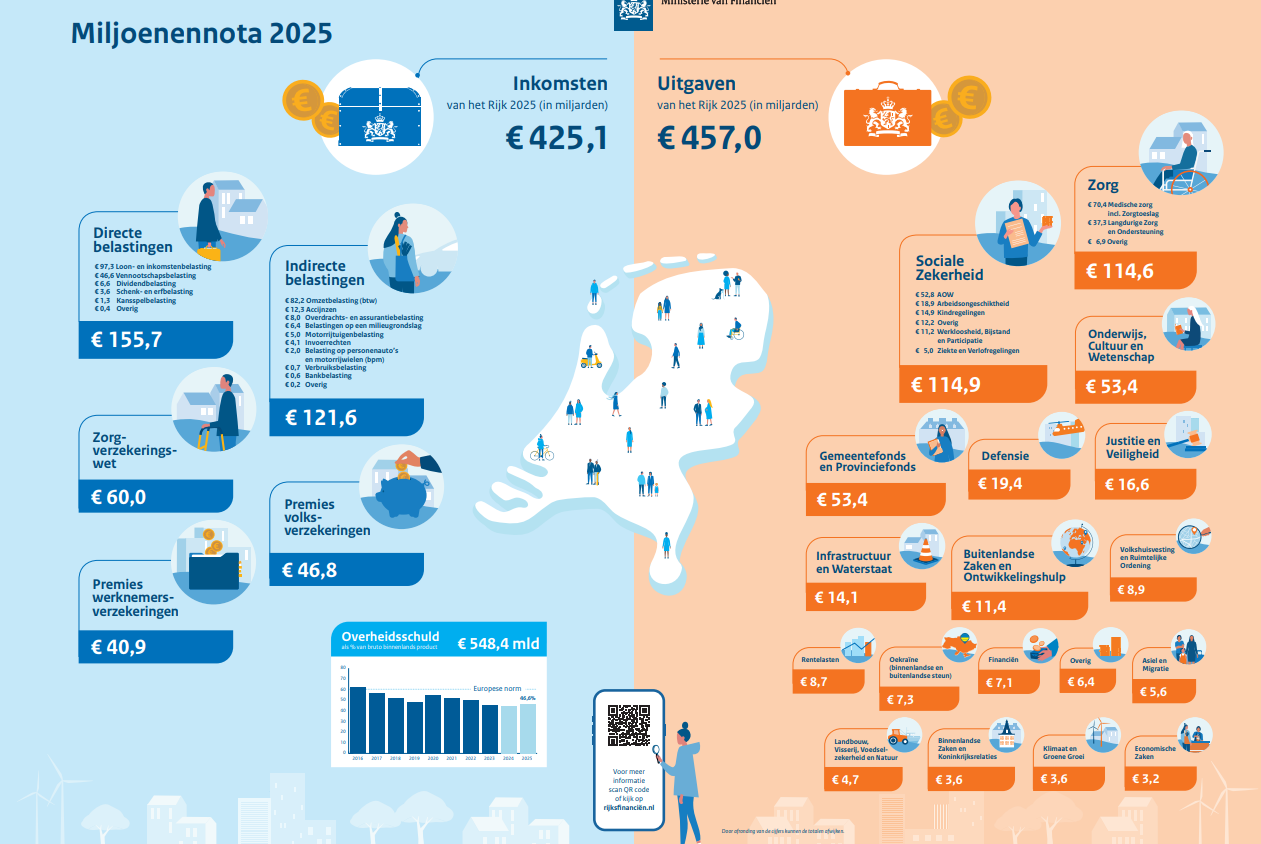 Ministerie van Financiën
Miljoenennota 2025
Inkomsten
van het Rijk 2025 (in miljarden)
€ 425,1
Uitgaven
van het Rijk 2025 (in miljarden)
€ 457,0
Directe
belastingen
€ 97,3 Loon- en inkomstenbelasting
€ 46,6 Vennootschapsbelasting
€ 6,6 Dividendbelasting
€ 3,6 Schenk- en erfbelasting
€ 1,3 Kansspelbelasting
€ 0,4 Overig
€ 155,7
Indirecte
belastingen
€ 82,2 Omzetbelasting (btw)
€ 12,3 Accijnzen
€ 8,0 Overdrachts- en assurantiebelasting
€ 6,4 Belastingen op een milieugrondslag
€ 5,0 Motorrijtuigenbelasting
€ 4,1 Invoerrechten
€ 2,0 Belasting op personenauto's
en motorrijwielen (bpm)
€ 0,7 Verbruiksbelasting
€ 0,6 Bankbelasting
€ 0,2 Overig
€ 121,6
Zorg-
verzekerings-
wet
€ 60,0
Premies
volks-
verzekeringen
€ 46,8
Premies
werknemers-
verzekeringen
€ 40,9
Overheidsschuld
als % van bruto binnenlands product
€ 548,4 mld
80
70
60
50
40
30
20
10
0
Europese norm
46,6%
2016 2017 2018 2019 2020 2021 2022 2023 2024 2025
Voor meer
informatie
scan QR code
of kijk op
rijksfinanciën.nl
Zorg
€ 70,4 Medische zorg
incl. Zorgtoeslag
€ 37,3 Langdurige Zorg
en Ondersteuning
€ 6,9 Overig
€ 114,6
Sociale
Zekerheid
€ 52,8 AOW
€ 18,9 Arbeidsongeschiktheid
€ 14,9 Kindregelingen
€ 12,2 Overig
€ 11,2 Werkloosheid, Bijstand
en Participatie
€ 5,0 Ziekte en Verlofregelingen
€ 114,9
Onderwijs,
Cultuur en
Wetenschap
€ 53,4
Gemeentefonds
en Provinciefonds
€ 53,4
Defensie
€ 19,4
Justitie en
Veiligheid
€ 16,6
Infrastructuur
en Waterstaat
€ 14,1
Buitenlandse
Zaken en
Ontwikkelingshulp
€ 11,4
Volkshuisvesting
en Ruimtelijke
Ordening
€ 8,9
Rentelasten
€ 8,7
Oekraïne
(binnenlandse en
buitenlandse steun)
€ 7,3
Financiën
€ 7,1
Overig
€ 6,4
Asiel en
Migratie
€ 5,6
Landbouw,
Visserij, Voedsel-
zekerheid en Natuur
€ 4,7
Binnenlandse
Zaken en
Koninkrijksrelaties
€ 3,6
Klimaat en
Groene Groei
€ 3,6
Economische
Zaken
€ 3,2
Door afronding van de cijfers kunnen de totalen afwijken.